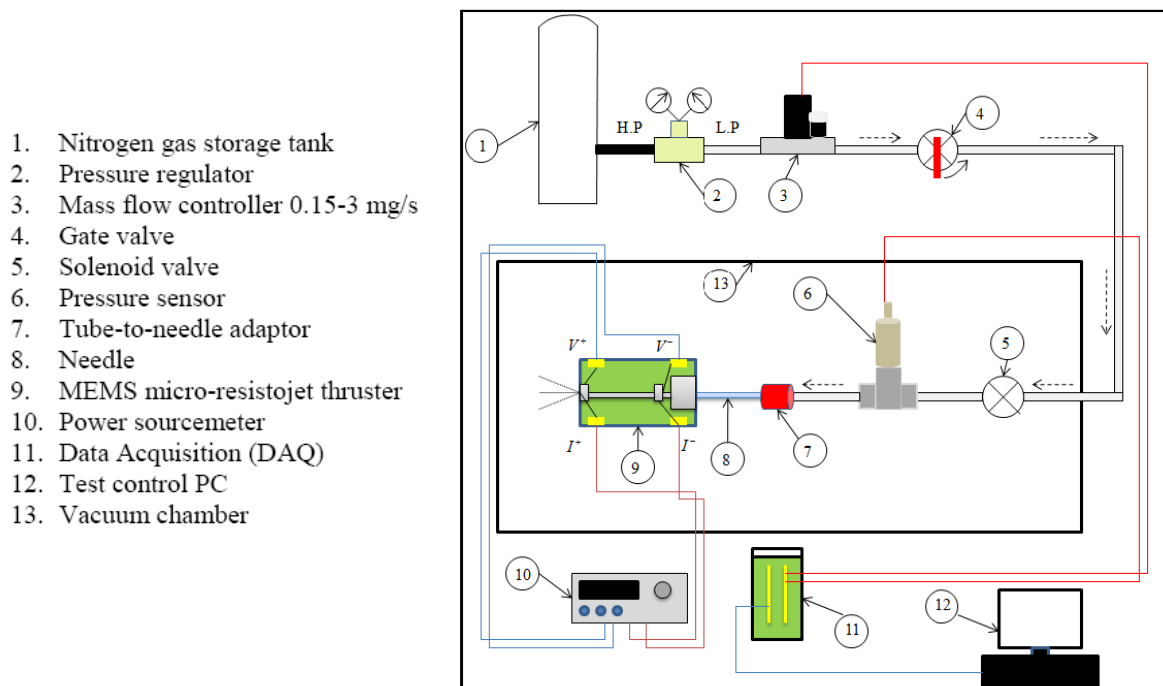 1. Nitrogen gas storage tank
2. Pressure regulator
3. Mass flow controller 0.15-3 mg/s
4. Gate valve
5. Solenoid valve
6. Pressure sensor
7. Tube-to-needle adaptor
8. Needle
9. MEMS micro-resistojet thruster
10. Power sourcemeter
11. Data Acquisition (DAQ)
12. Test control PC
13. Vacuum chamber
1
H.P
L.P
2
3
4
13
6
5
V⁺
V⁻
I⁺
I⁻
9
8
7
10
11
12